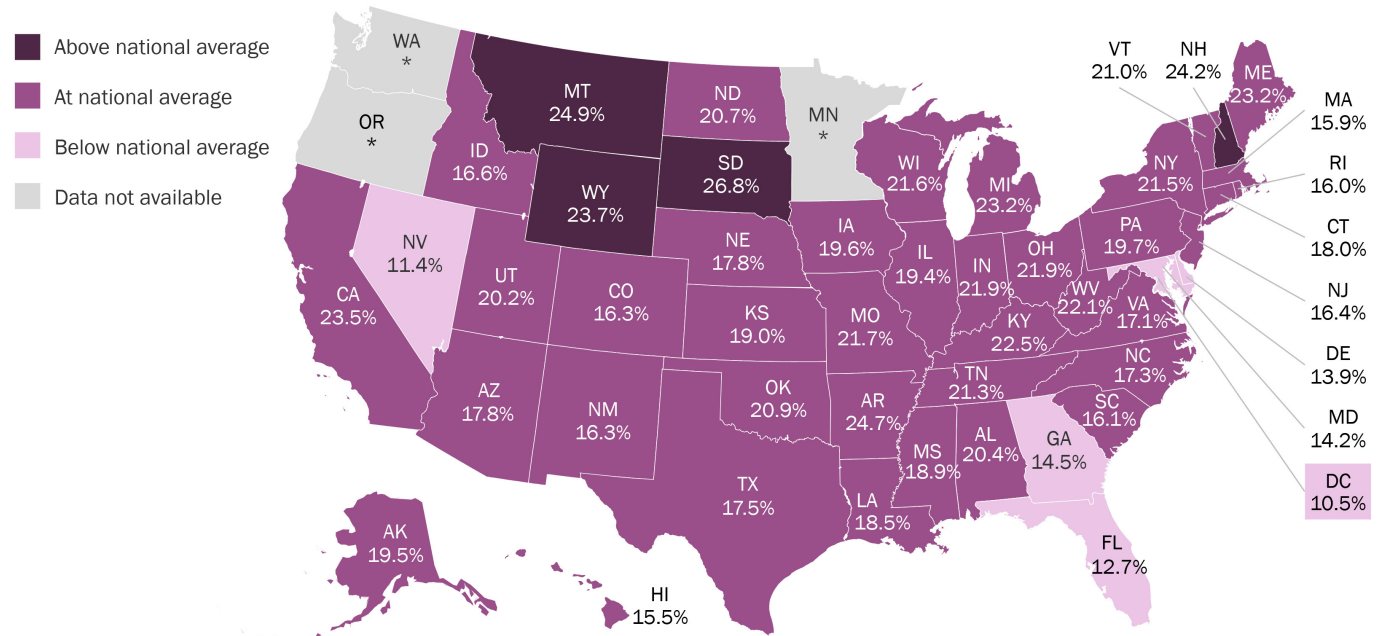 Above national average
At national average
Below national average
Data not available
WA
*
OR
*
MT
24.9%
ID
16.6%
WY
23.7%
ND
20.7%
SD
26.8%
MN
*
WI
21.6%
MI
23.2%
VT
21.0%
NH
24.2%
ME
23.2%
MA
15.9%
RI
16.0%
CT
18.0%
NJ
16.4%
DE
13.9%
MD
14.2%
DC
10.5%
NY
21.5%
PA
19.7%
NV
11.4%
UT
20.2%
CO
16.3%
NE
17.8%
IA
19.6%
IL
19.4%
IN
21.9%
OH
21.9%
WV
22.1%
VA
17.1%
CA
23.5%
KS
19.0%
MO
21.7%
KY
22.5%
NC
17.3%
TN
21.3%
SC
16.1%
AZ
17.8%
NM
16.3%
OK
20.9%
AR
24.7%
MS
18.9%
AL
20.4%
GA
14.5%
TX
17.5%
LA
18.5%
FL
12.7%
AK
19.5%
HI
15.5%